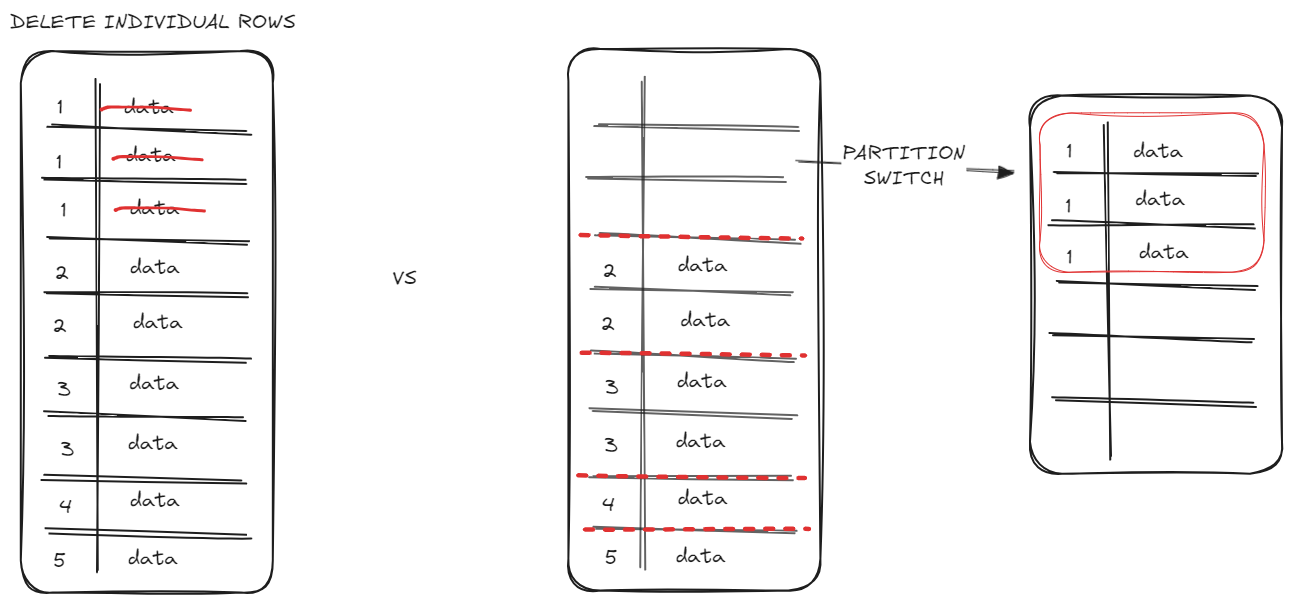 DELETE INDIVIDUAL ROWS
1 data
1 data
1 data
2 data
2 data
3 data
3 data
4 data
5 data
VS
2 data
2 data
3 data
3 data
4 data
5 data
PARTITION
SWITCH
1 data
1 data
1 data